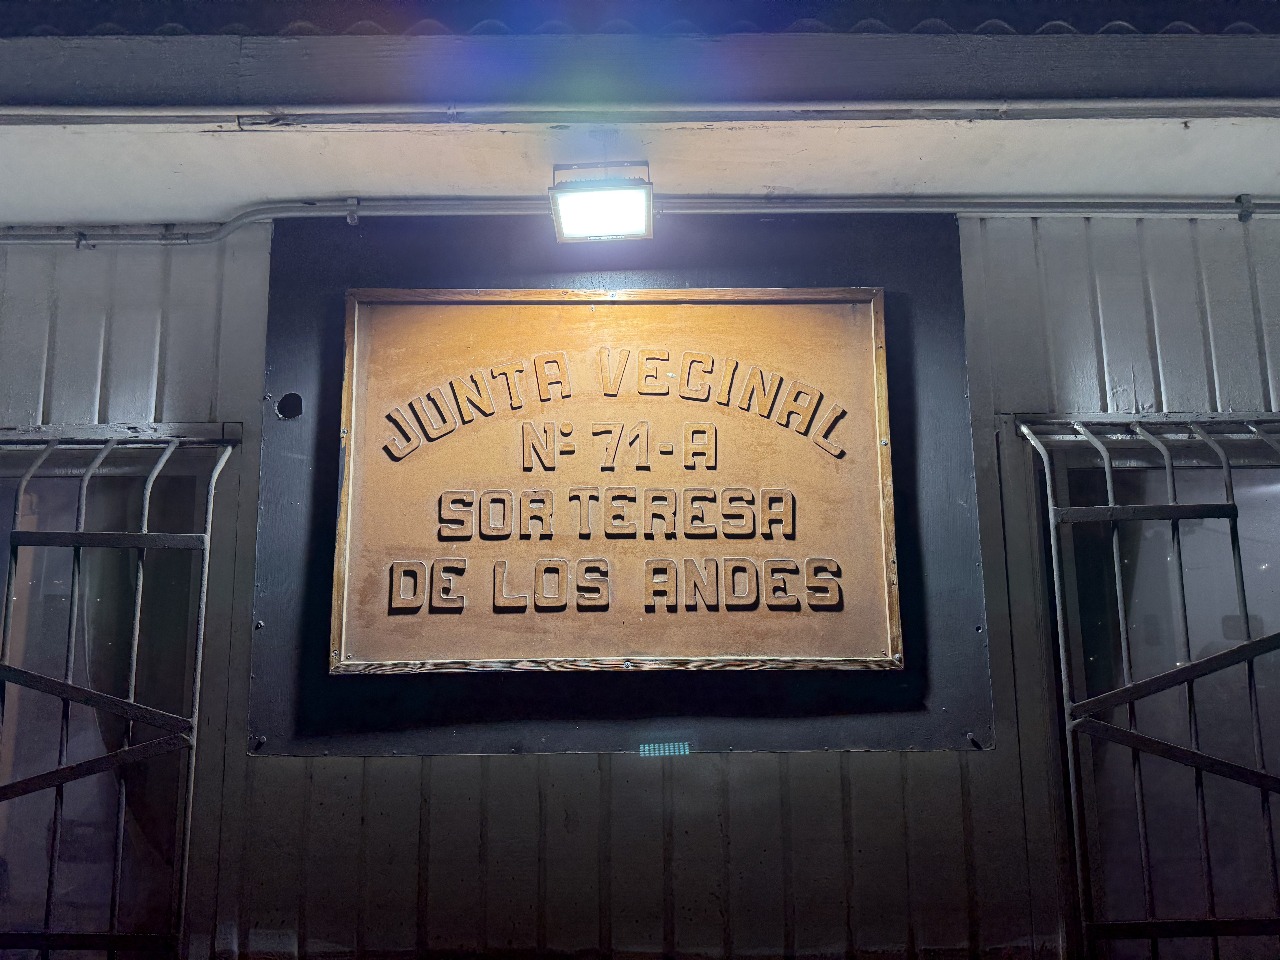 JUNTA VECINAL
Nº 71-A
SOR TERESA
DE LOS ANDES